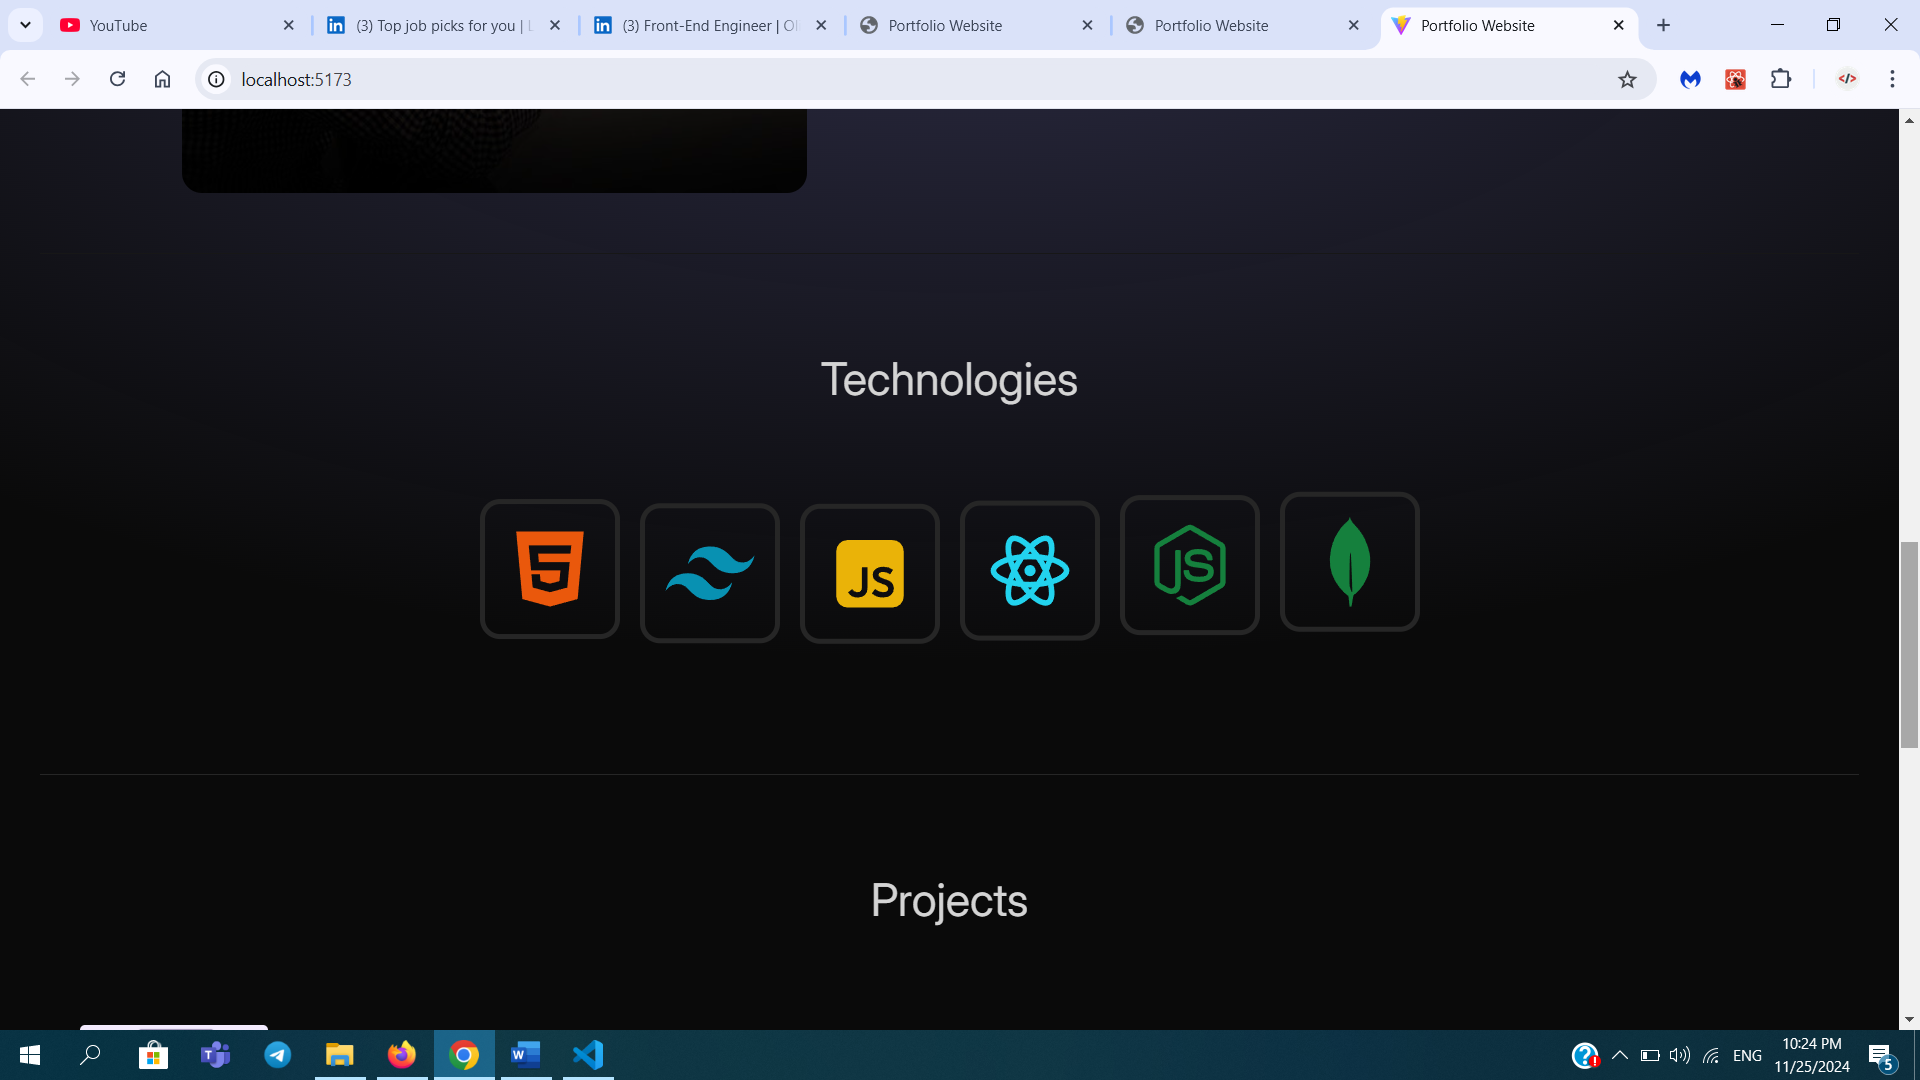 YouTube
(3) Top job picks for you | L
(3) Front-End Engineer | Ol
Portfolio Website
Portfolio Website
Portfolio Website
localhost:5173
Technologies
5
JS
JS
Projects
ENG
10:24 PM
11/25/2024
5